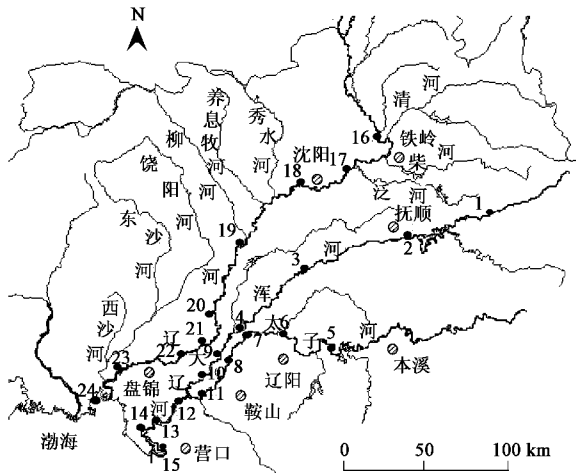 N
养息牧河
秀水河
清河
柳河
饶阳河
东沙河
西沙河
沈阳
铁岭
柴河
泛河
抚顺
浑河
太子河
辽河
大辽河
本溪
辽阳
鞍山
盘锦
营口
渤海
1
2
3
4
5
6
7
8
9
10
11
12
13
14
15
16
17
18
19
20
21
22
23
24
0 50 100 km